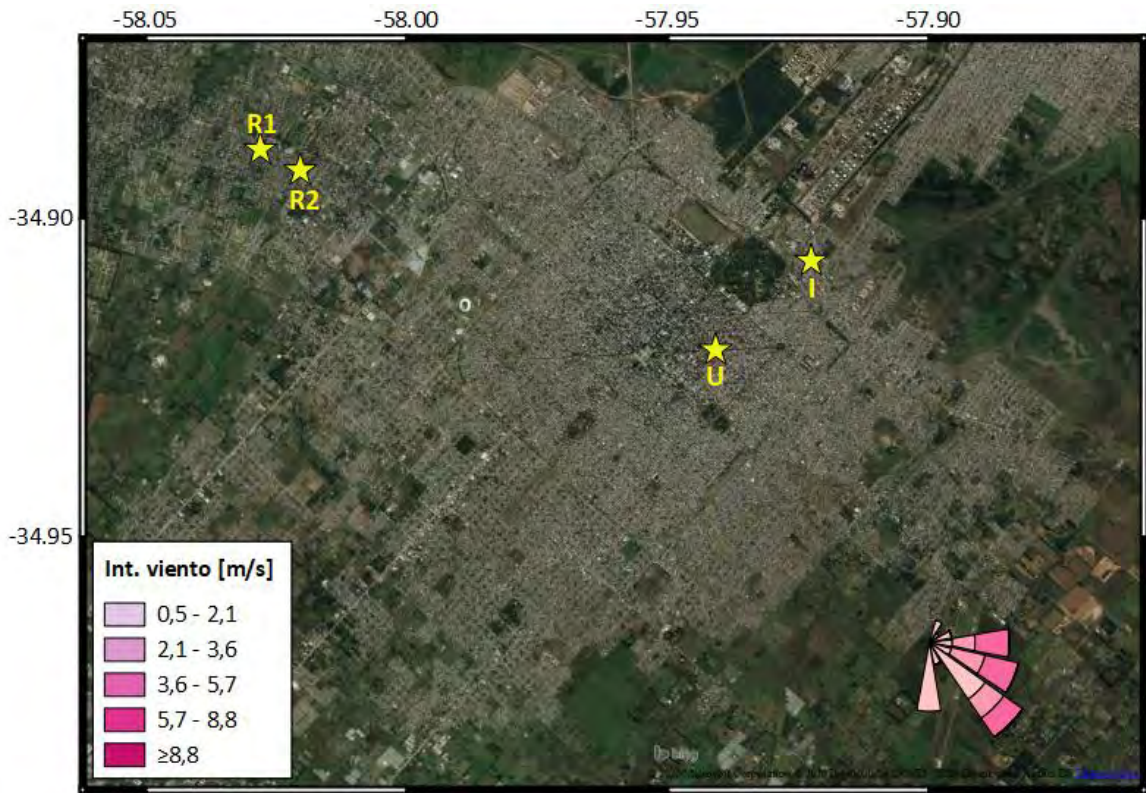 -58.05 -58.00 -57.95 -57.90
R1
R2
-34.90
I
U
-34.95
Int. viento [m/s]
0,5 - 2,1
2,1 - 3,6
3,6 - 5,7
5,7 - 8,8
≥8,8
bing